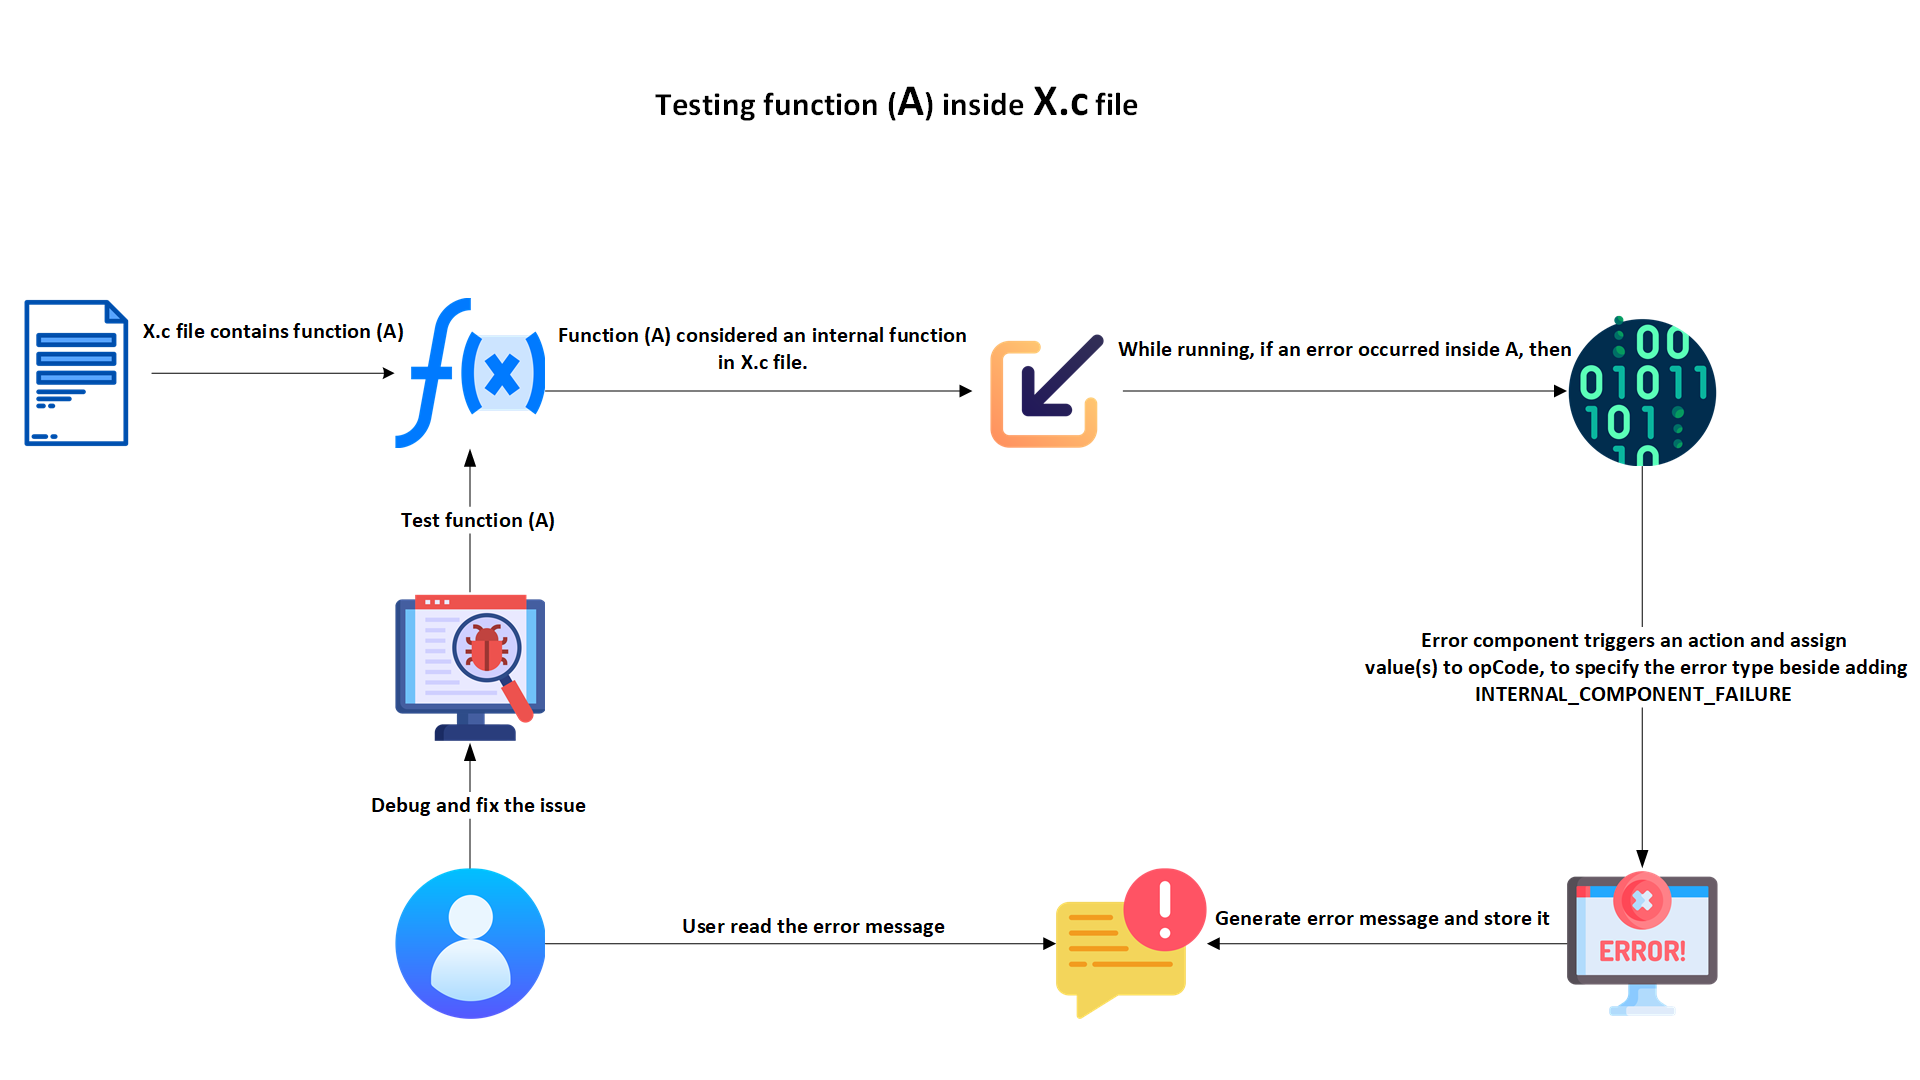 Testing function (A) inside X.c file
X.c file contains function (A)
Function (A) considered an internal function
in X.c file.
While running, if an error occurred inside A, then
00
01011
101
10
Test function (A)
Error component triggers an action and assign
value(s) to opCode, to specify the error type beside adding
INTERNAL_COMPONENT_FAILURE
Debug and fix the issue
User read the error message
Generate error message and store it
ERROR!